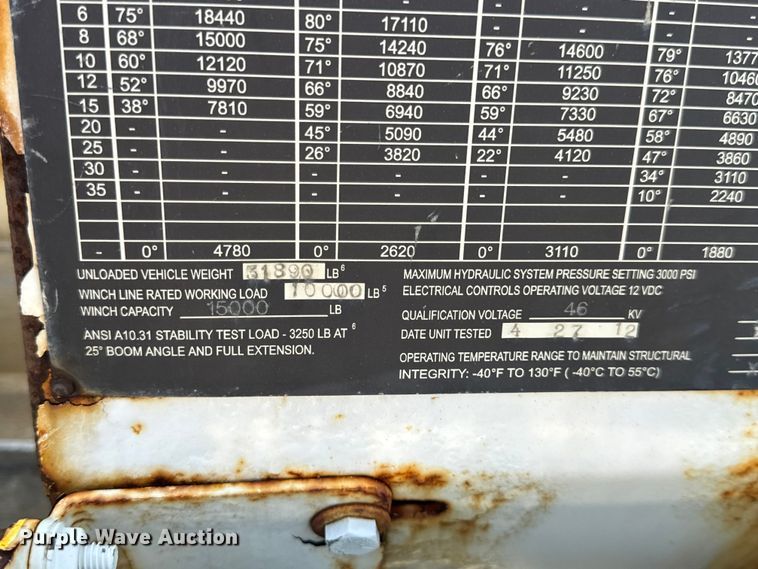 6 75° 18440 80° 17110 - - - -
8 68° 15000 75° 14240 76° 14600 79°
10 60° 12120 71° 10870 71° 11250 76°
12 52° 9970 66° 8840 66° 9230 72° 8470
15 38° 7810 59° 6940 59° 7330 67° 6630
20 - - 45° 5090 44° 5480 58° 4890
25 - - 26° 3820 22° 4120 47° 3860
30 - - - - - - 34° 3110
35 - - - - - - 10° 2240
- 0° 4780 0° 2620 0° 3110 0° 1880
UNLOADED VEHICLE WEIGHT 31890 LB 6
WINCH LINE RATED WORKING LOAD 10000 LB 5
WINCH CAPACITY 15000 LB
ANSI A10.31 STABILITY TEST LOAD - 3250 LB AT 6
25° BOOM ANGLE AND FULL EXTENSION.
MAXIMUM HYDRAULIC SYSTEM PRESSURE SETTING 3000 PSI
ELECTRICAL CONTROLS OPERATING VOLTAGE 12 VDC
QUALIFICATION VOLTAGE 46 KV
DATE UNIT TESTED 4 27 12
OPERATING TEMPERATURE RANGE TO MAINTAIN STRUCTURAL
INTEGRITY: -40°F TO 130°F ( -40°C TO 55°C)
Purple Wave Auction